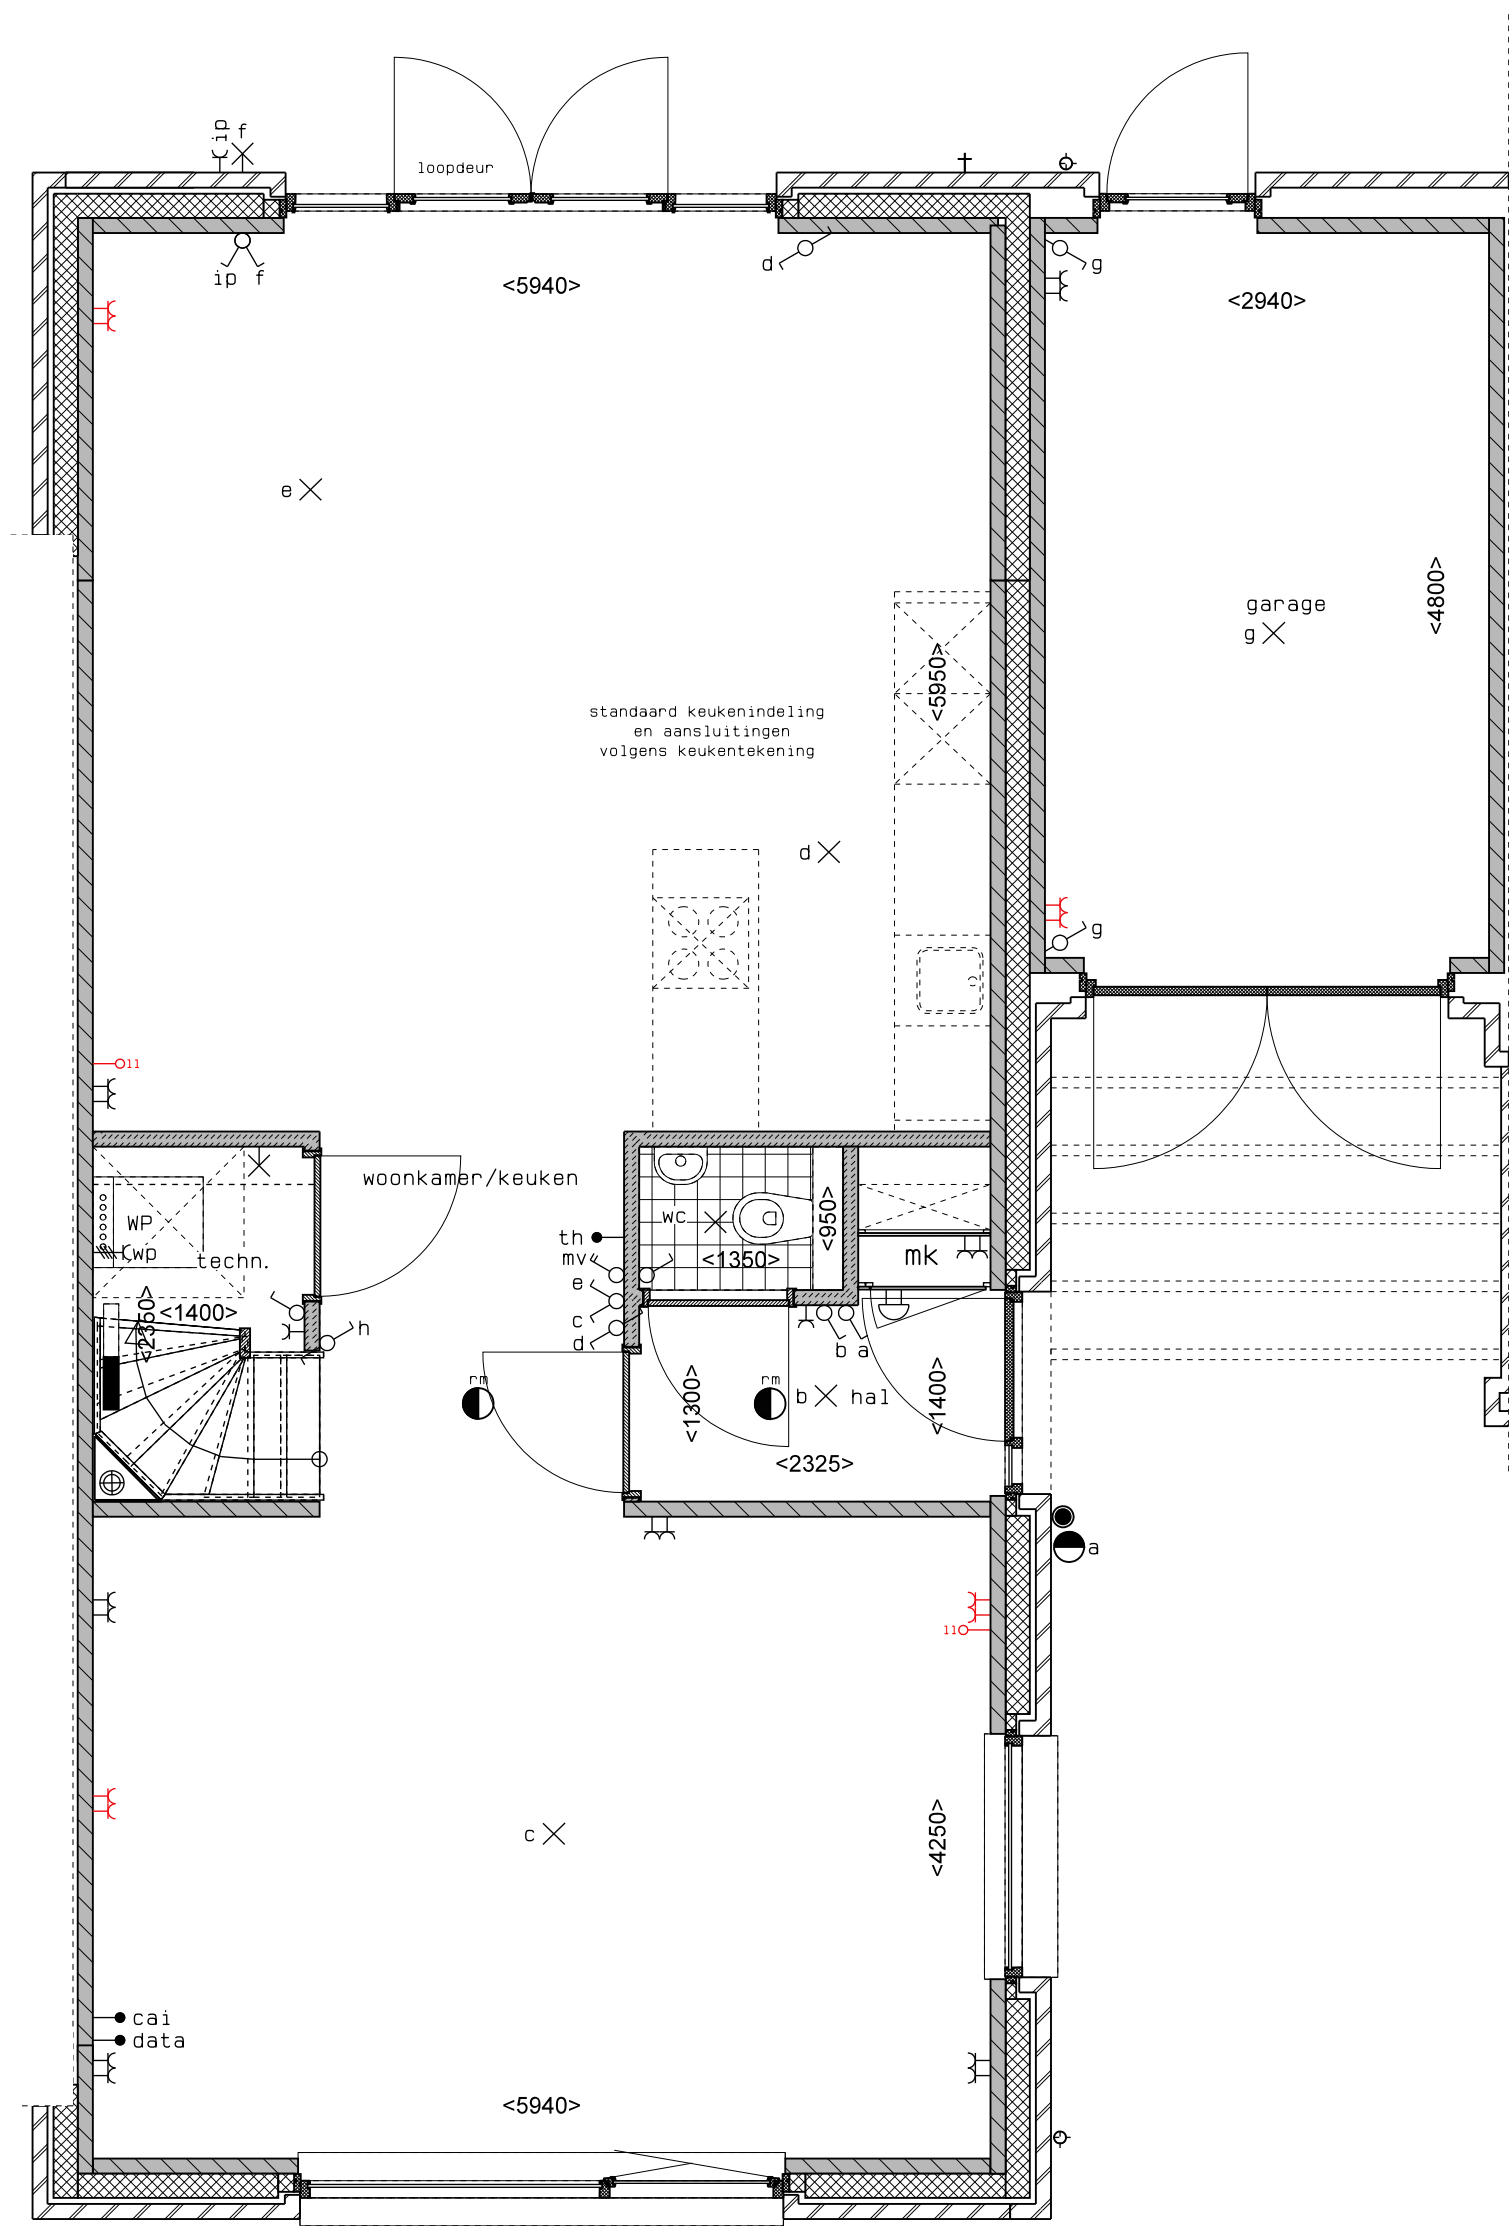 ip f
loopdeur
ip f
d
g
<5940>
<2940>
e
<4800>
garage
g
<5950>
standaard keukenindeling
en aansluitingen
volgens keukentekening
d
g
11
woonkamer/keuken
WP
wp
techn.
wc
<950>
th
mv
<1350>
mk
e
<1400>
<2350>
c
h
d
b a
rm
rm
<1300>
b
hal
<1400>
<2325>
a
11
c
<4250>
cai
data
<5940>